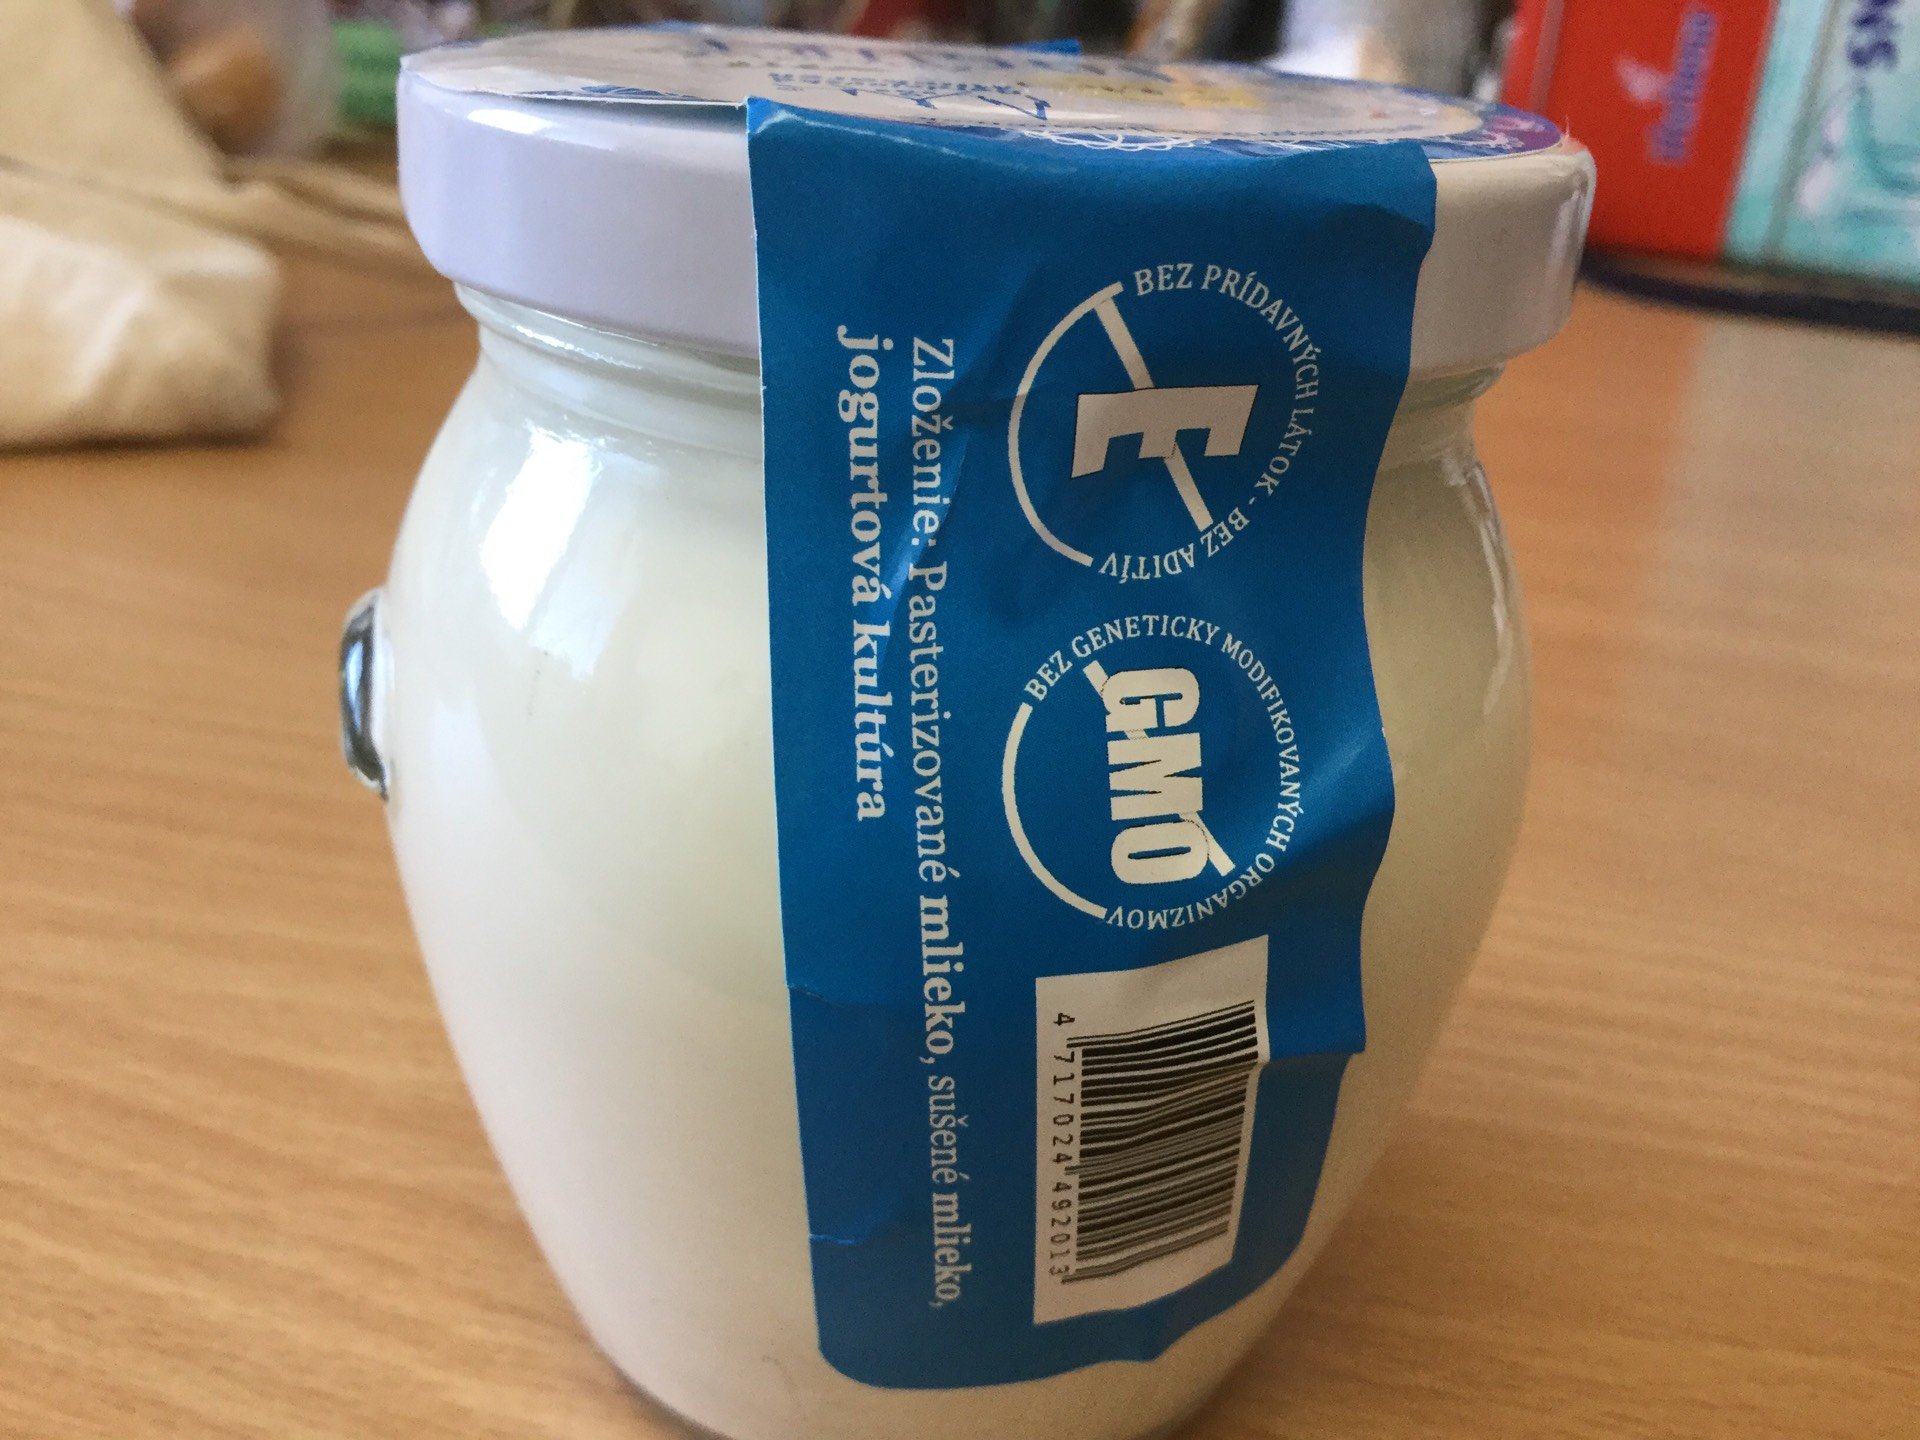 BEZ PRÍDAVNÝCH LÁTOK - BEZ ADITÍV
E
Zloženie: Pasterizované mlieko, sušené mlieko,
jogurtová kultúra
BEZ GENETICKY MODIFIKOVANÝCH ORGANIZMOV
GMO
4 717024 492013
SNS